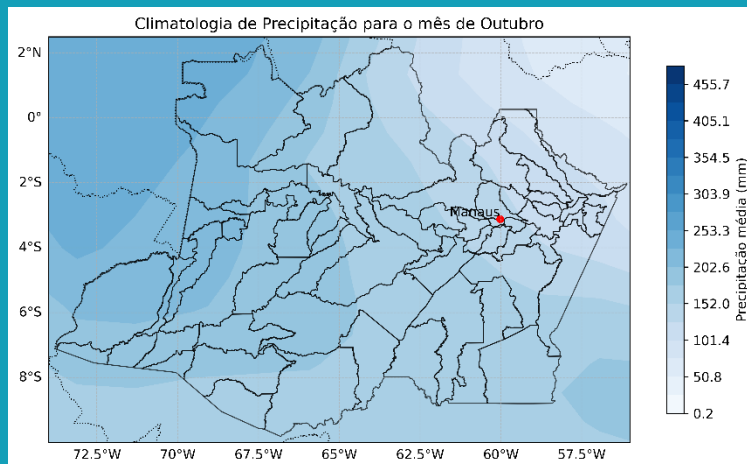 Climatologia de Precipitação para o mês de Outubro
2°N
0°
2°S
4°S
6°S
8°S
Manaus
72.5°W 70°W 67.5°W 65°W 62.5°W 60°W 57.5°W
455.7
405.1
354.5
303.9
253.3
202.6
152.0
101.4
50.8
0.2
Precipitação média (mm)